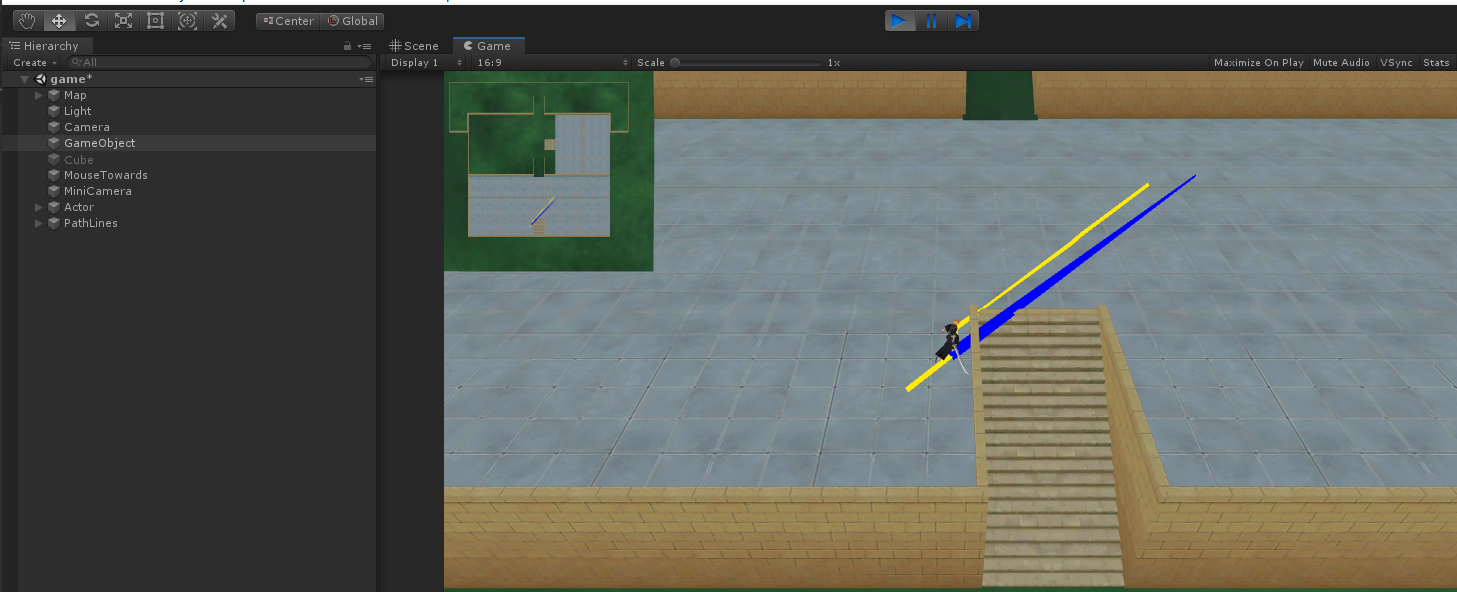 Center Global
Hierarchy Scene Game
Create All Display 1 16:9 Scale 1x Maximize On Play Mute Audio VSync Stats
game*
Map
Light
Camera
GameObject
Cube
MouseTowards
MiniCamera
Actor
PathLines